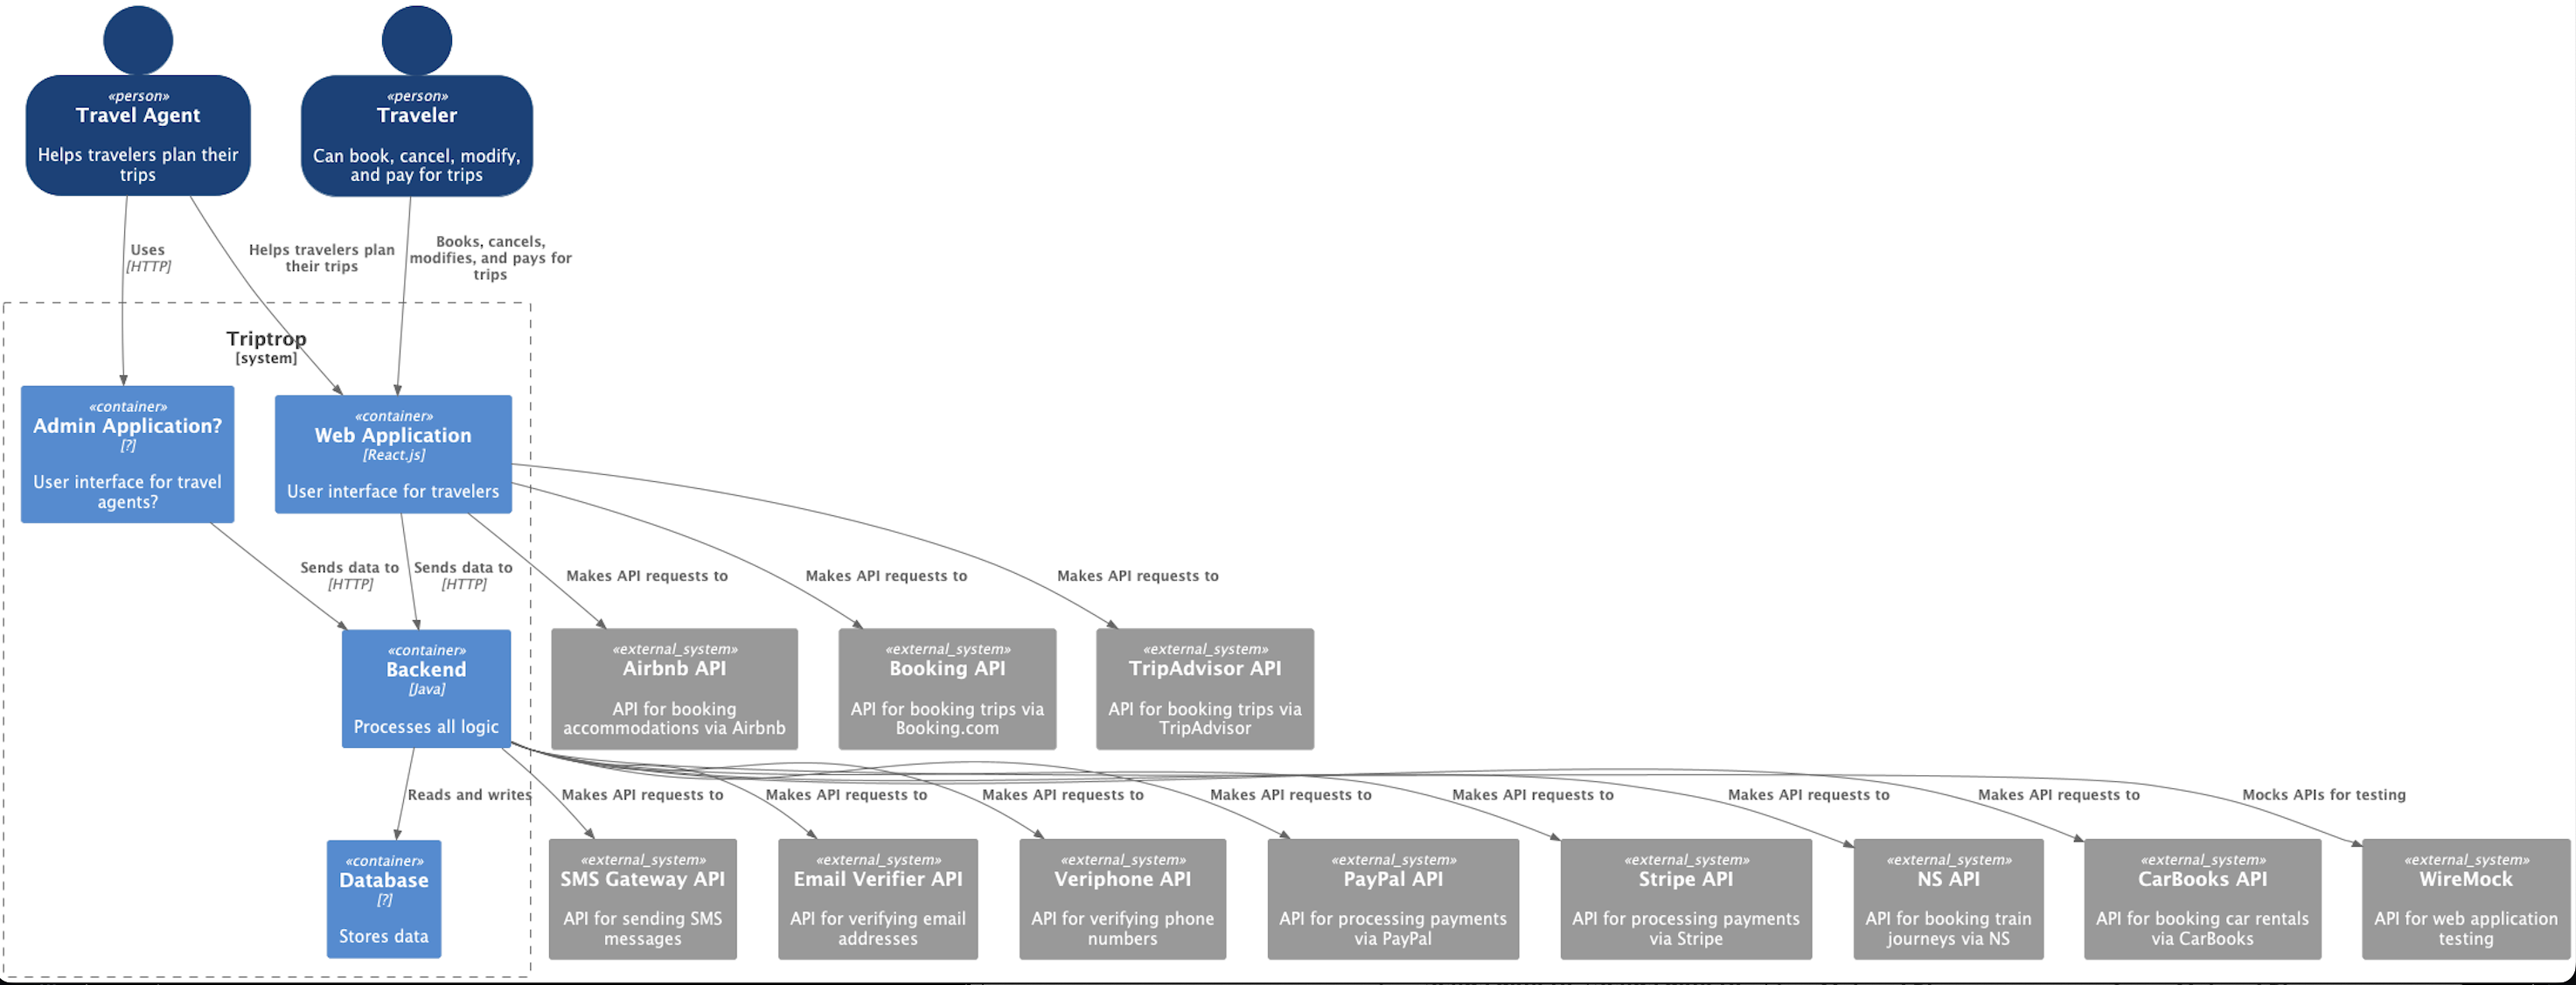 «person»
Travel Agent
Helps travelers plan their
trips
«person»
Traveler
Can book, cancel, modify,
and pay for trips
Uses
[HTTP]
Helps travelers plan
their trips
Books, cancels,
modifies, and pays for
trips
Triptrop
[system]
«container»
Admin Application?
[?]
User interface for travel
agents?
«container»
Web Application
[React.js]
User interface for travelers
Sends data to
[HTTP]
Sends data to
[HTTP]
Makes API requests to
Makes API requests to
Makes API requests to
«container»
Backend
[Java]
Processes all logic
«external_system»
Airbnb API
API for booking
accommodations via Airbnb
«external_system»
Booking API
API for booking trips via
Booking.com
«external_system»
TripAdvisor API
API for booking trips via
TripAdvisor
Reads and writes
Makes API requests to
Makes API requests to
Makes API requests to
Makes API requests to
Makes API requests to
Makes API requests to
Makes API requests to
Mocks APIs for testing
«container»
Database
[?]
Stores data
«external_system»
SMS Gateway API
API for sending SMS
messages
«external_system»
Email Verifier API
API for verifying email
addresses
«external_system»
Veriphone API
API for verifying phone
numbers
«external_system»
PayPal API
API for processing payments
via PayPal
«external_system»
Stripe API
API for processing payments
via Stripe
«external_system»
NS API
API for booking train
journeys via NS
«external_system»
CarBooks API
API for booking car rentals
via CarBooks
«external_system»
WireMock
API for web application
testing